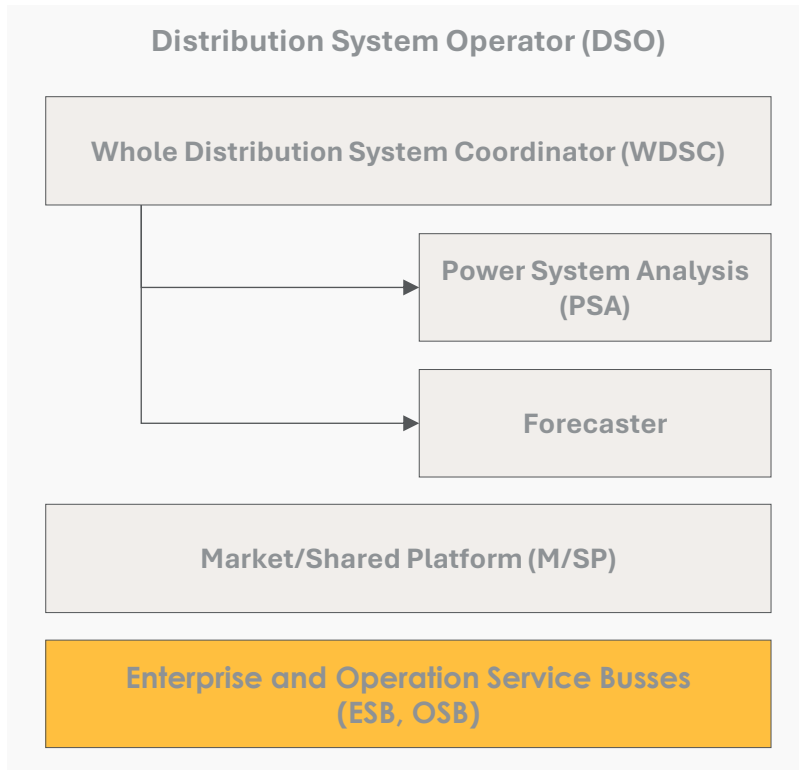 Distribution System Operator (DSO)
Whole Distribution System Coordinator (WDSC)
Power System Analysis
(PSA)
Forecaster
Market/Shared Platform (M/SP)
Enterprise and Operation Service Busses
(ESB, OSB)